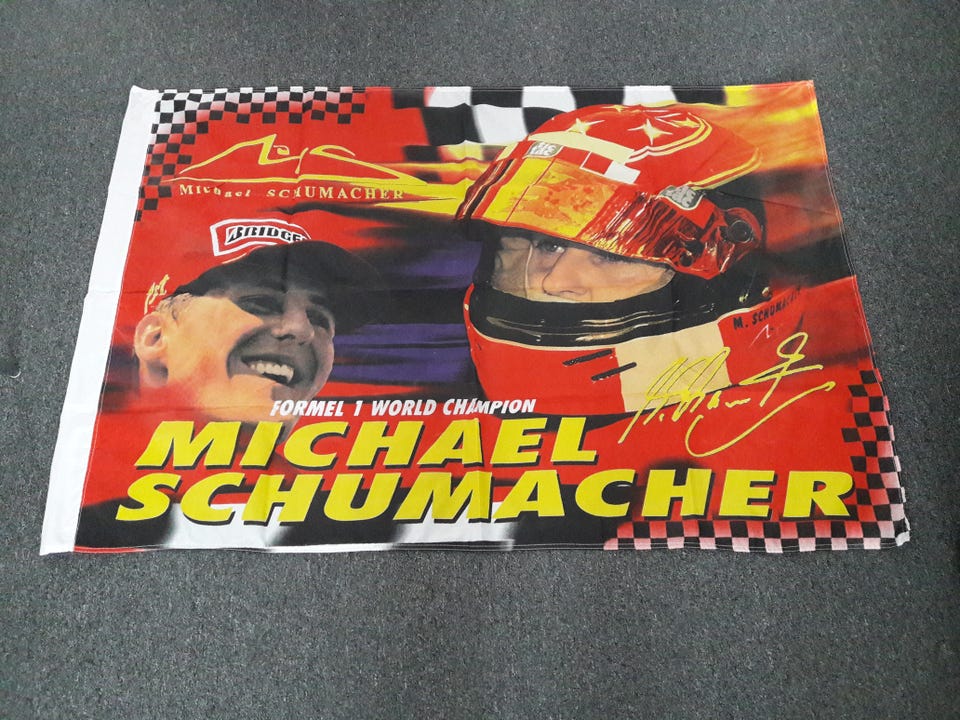 Michael SCHUMACHER
BRIDGE
M. SCHUMACHER
FORMEL 1 WORLD CHAMPION
MICHAEL
SCHUMACHER